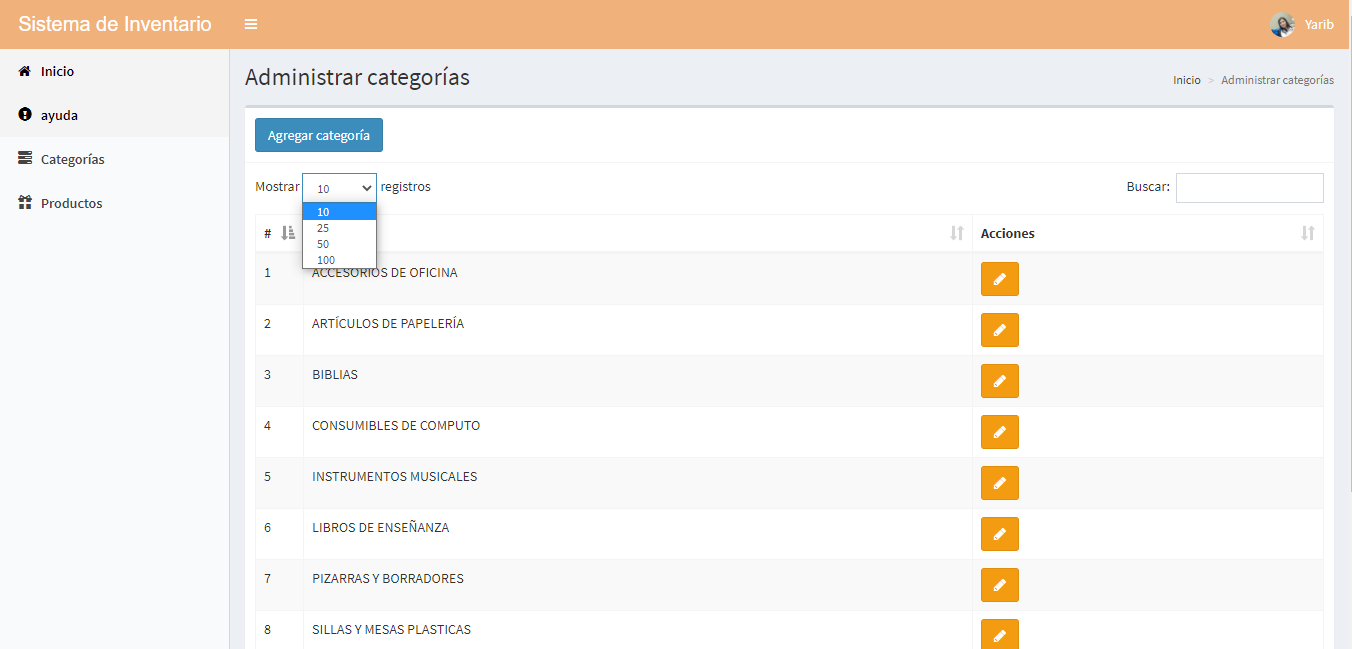 Sistema de Inventario
Yarib
Inicio
ayuda
Categorías
Productos
Administrar categorías
Inicio > Administrar categorías
Agregar categoría
Mostrar 10 registros
Buscar:
10
25
50
100
# Acciones
1 ACCESORIOS DE OFICINA
2 ARTÍCULOS DE PAPELERÍA
3 BIBLIAS
4 CONSUMIBLES DE COMPUTO
5 INSTRUMENTOS MUSICALES
6 LIBROS DE ENSEÑANZA
7 PIZARRAS Y BORRADORES
8 SILLAS Y MESAS PLASTICAS